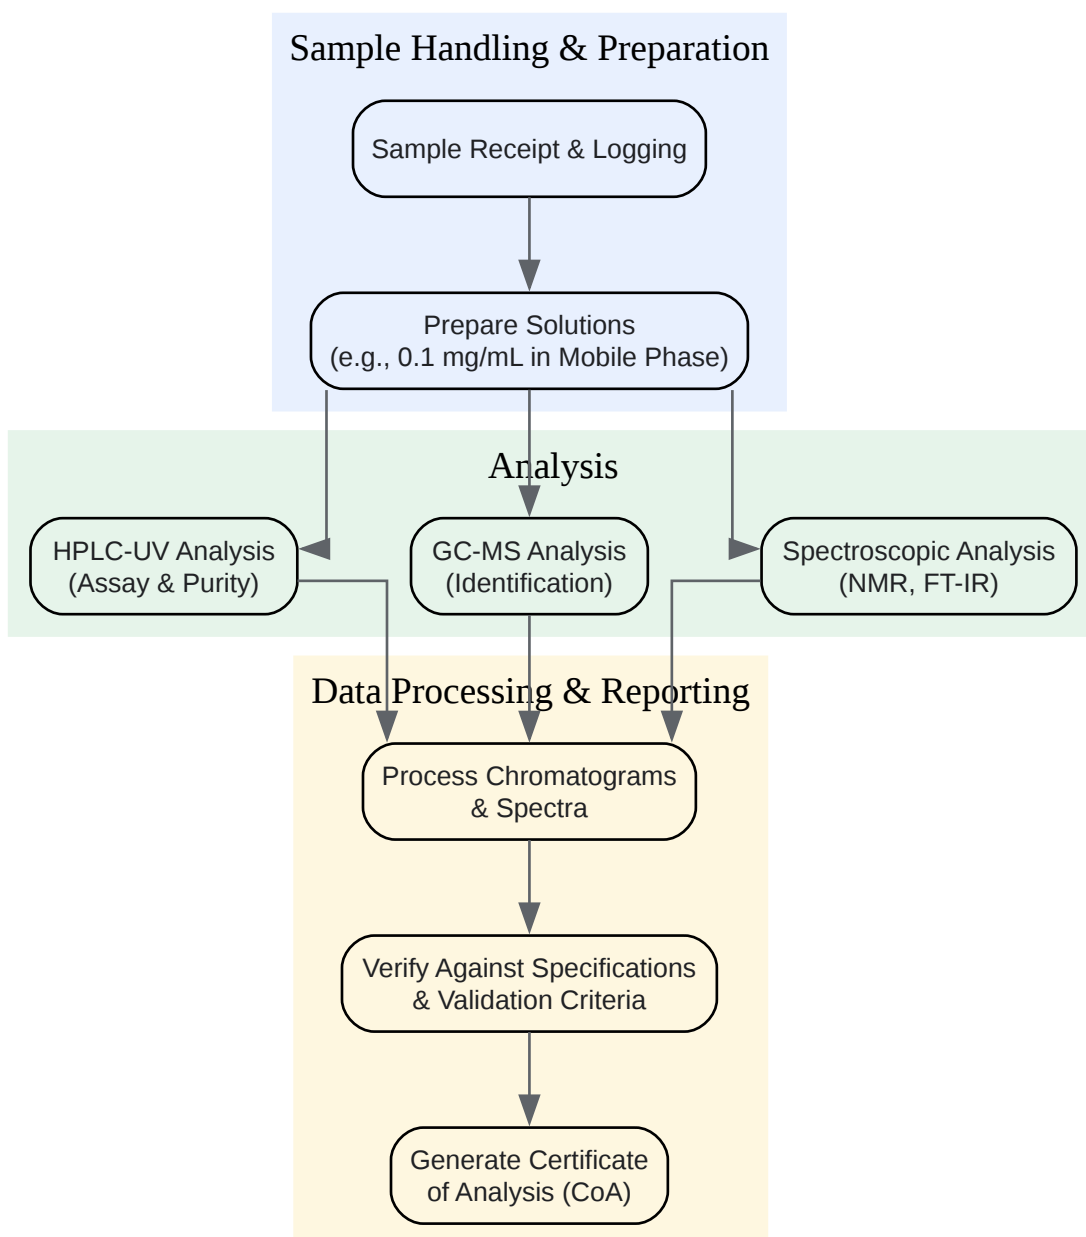 Sample Handling & Preparation
Sample Receipt & Logging
Prepare Solutions
(e.g., 0.1 mg/mL in Mobile Phase)
Analysis
HPLC-UV Analysis
(Assay & Purity)
GC-MS Analysis
(Identification)
Spectroscopic Analysis
(NMR, FT-IR)
Data Processing & Reporting
Process Chromatograms
& Spectra
Verify Against Specifications
& Validation Criteria
Generate Certificate
of Analysis (CoA)